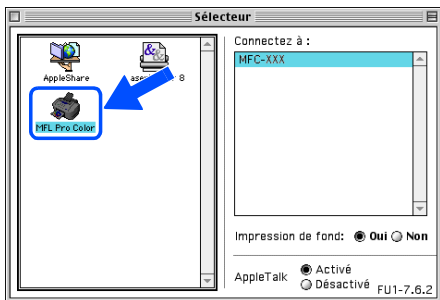 Sélecteur
AppleShare
8
MFL Pro Color
Connectez à :
MFC-XXX
Impression de fond: Oui Non
AppleTalk
Activé
Désactivé
FU1-7.6.2